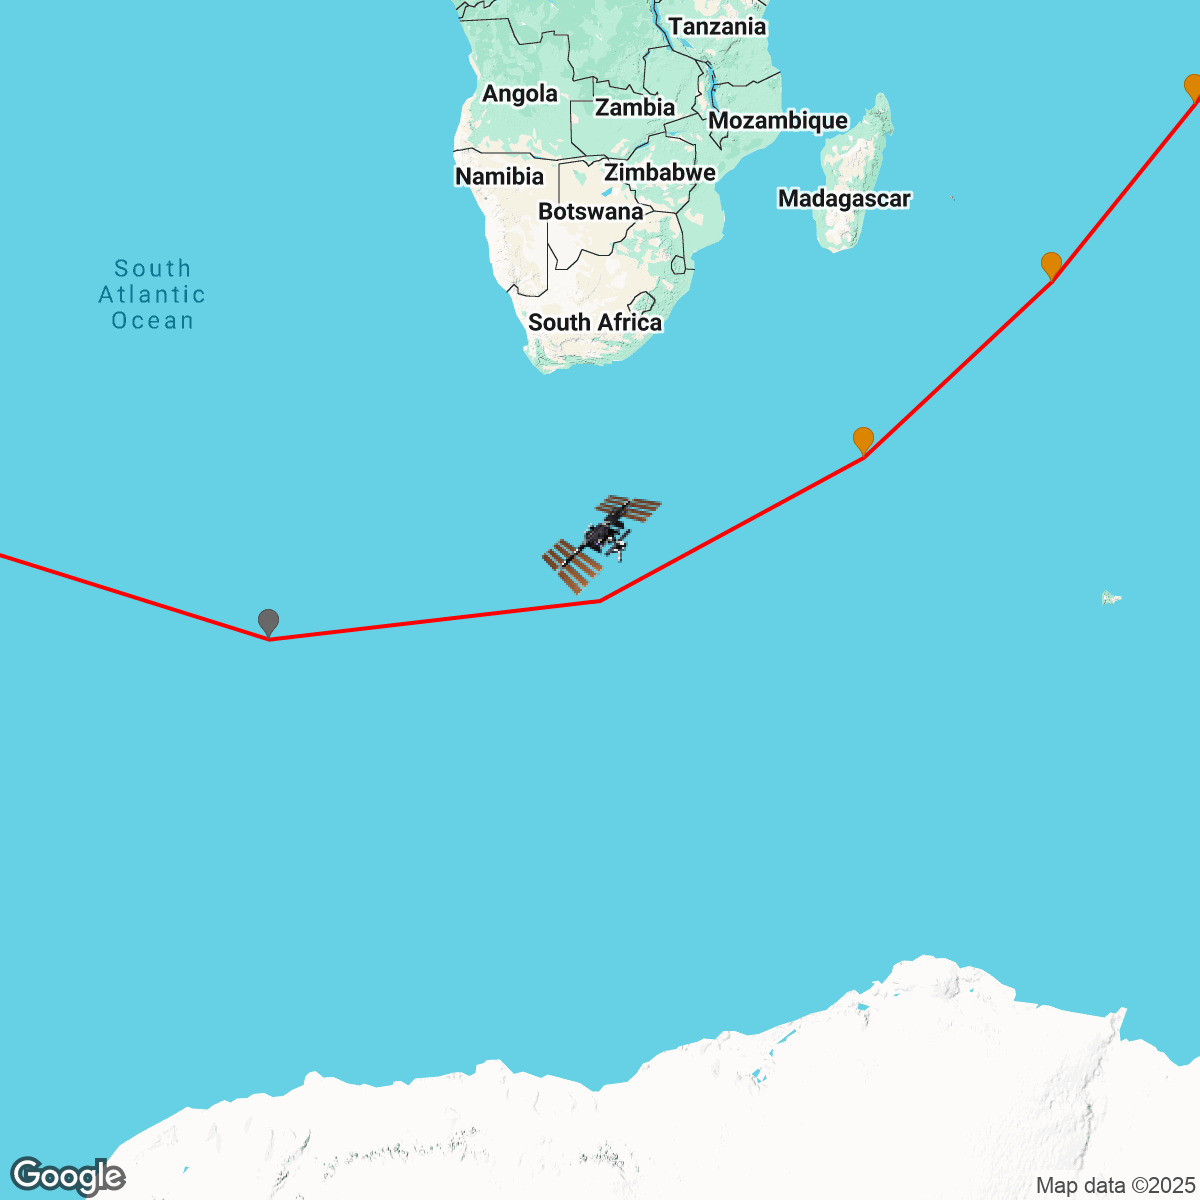 Tanzania
Angola
Zambia
Mozambique
Namibia
Zimbabwe
Madagascar
Botswana
South
Atlantic
Ocean
South Africa
Google
Map data ©2025